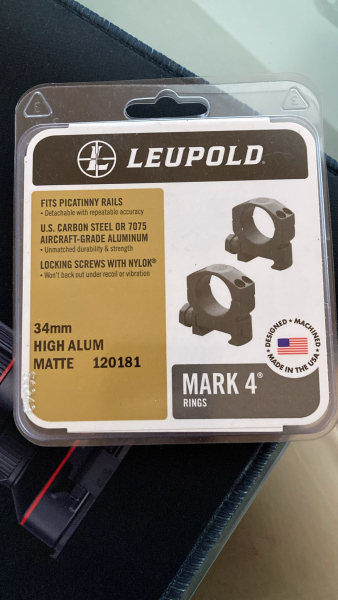 LEUPOLD
FITS PICATINNY RAILS
• Detachable with repeatable accuracy
U.S. CARBON STEEL OR 7075
AIRCRAFT-GRADE ALUMINUM
• Unmatched durability & strength
LOCKING SCREWS WITH NYLOK®
• Won't back out under recoil or vibration
34mm
HIGH ALUM
MATTE 120181
DESIGNED • MACHINED
• MADE IN THE USA •
MARK 4®
RINGS